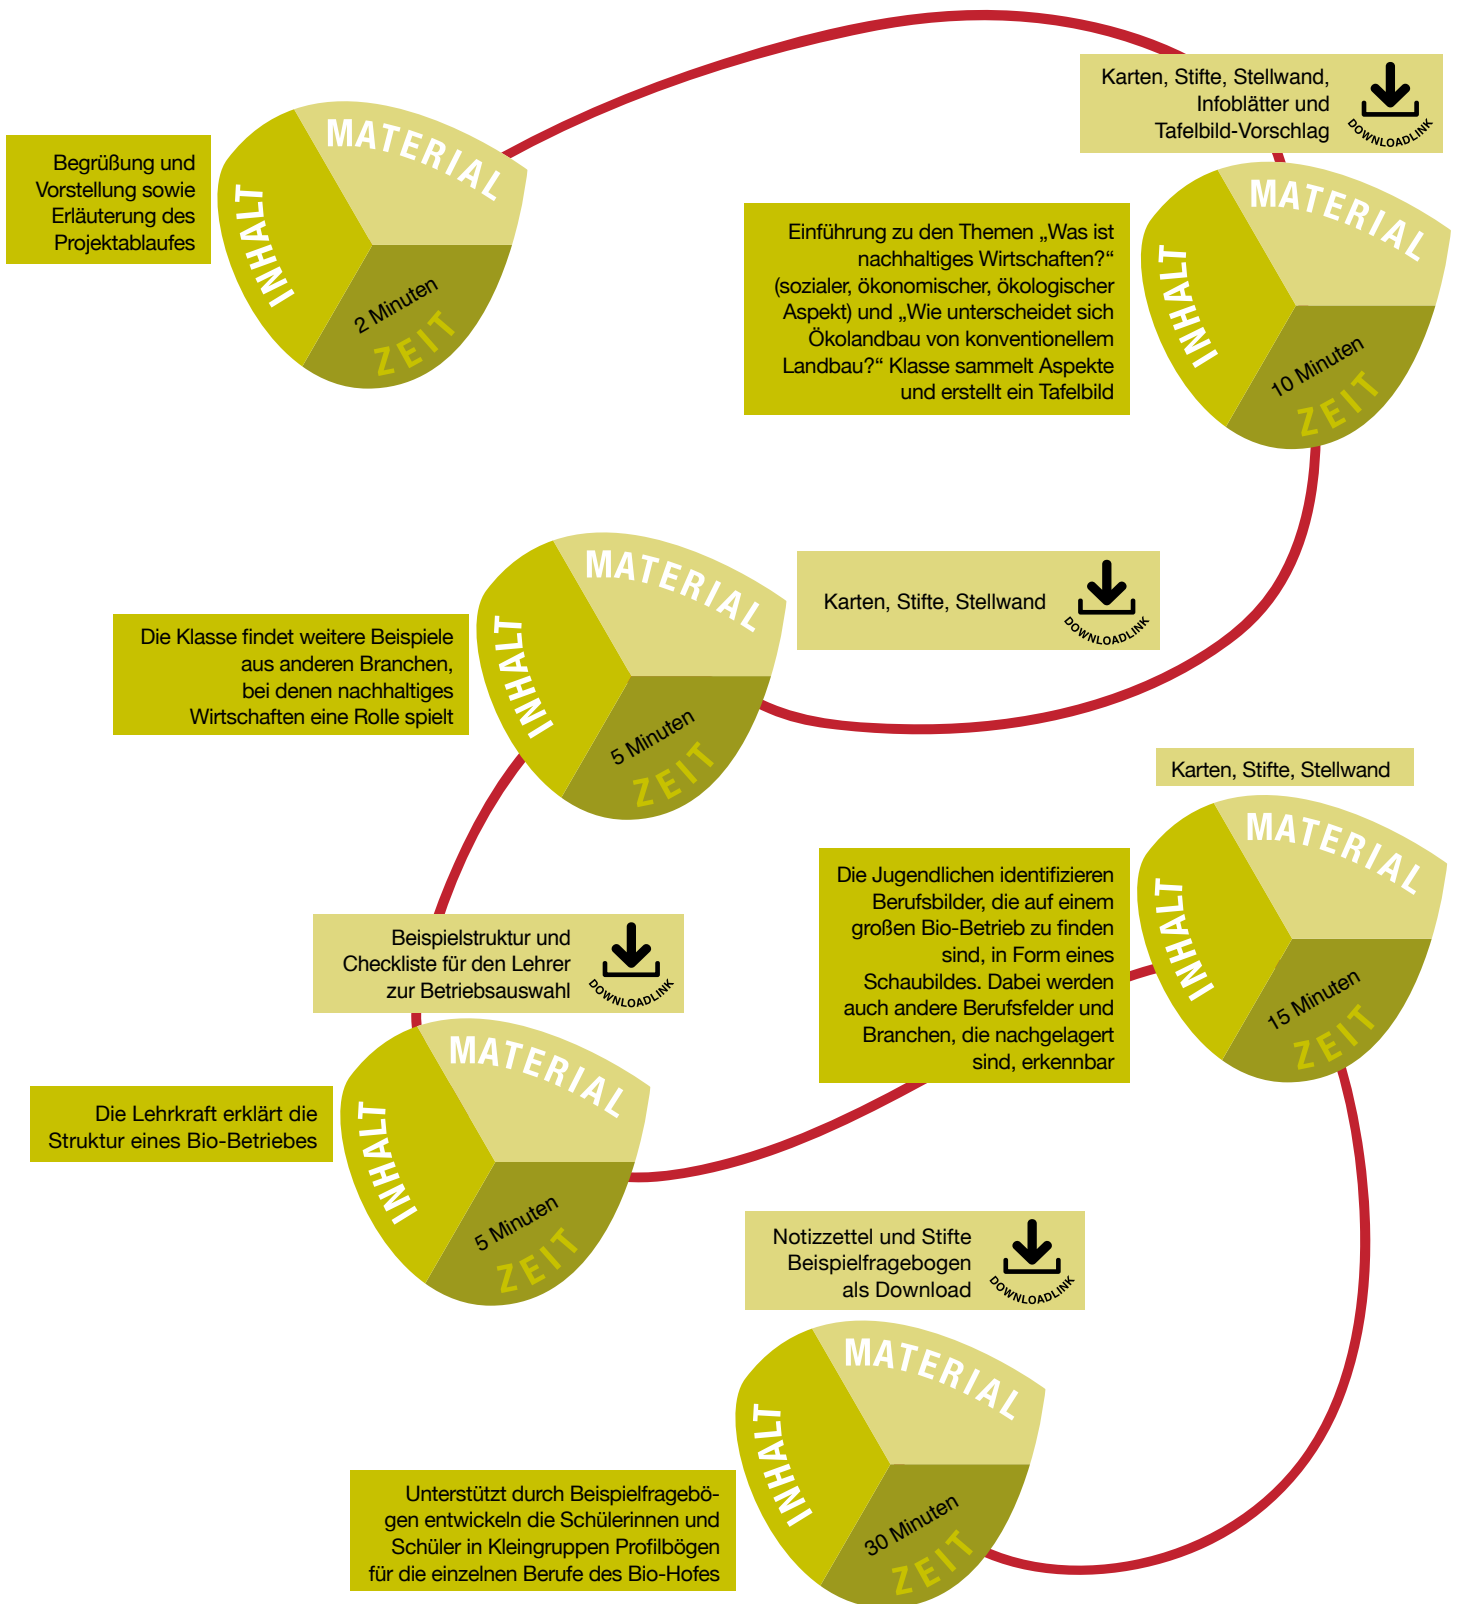 Begrüßung und
Vorstellung sowie
Erläuterung des
Projektablaufes
INHALT
MATERIAL
2 Minuten
ZEIT
Karten, Stifte, Stellwand,
Infoblätter und
Tafelbild-Vorschlag
DOWNLOADLINK
Einführung zu den Themen „Was ist
nachhaltiges Wirtschaften?“
(sozialer, ökonomischer, ökologischer
Aspekt) und „Wie unterscheidet sich
Ökolandbau von konventionellem
Landbau?“ Klasse sammelt Aspekte
und erstellt ein Tafelbild
INHALT
MATERIAL
10 Minuten
ZEIT
Karten, Stifte, Stellwand
DOWNLOADLINK
Die Klasse findet weitere Beispiele
aus anderen Branchen,
bei denen nachhaltiges
Wirtschaften eine Rolle spielt
INHALT
MATERIAL
5 Minuten
ZEIT
Beispielstruktur und
Checkliste für den Lehrer
zur Betriebsauswahl
DOWNLOADLINK
Die Lehrkraft erklärt die
Struktur eines Bio-Betriebes
INHALT
MATERIAL
5 Minuten
ZEIT
Karten, Stifte, Stellwand
Die Jugendlichen identifizieren
Berufsbilder, die auf einem
großen Bio-Betrieb zu finden
sind, in Form eines
Schaubildes. Dabei werden
auch andere Berufsfelder und
Branchen, die nachgelagert
sind, erkennbar
INHALT
MATERIAL
15 Minuten
ZEIT
Notizzettel und Stifte
Beispielfragebogen
als Download
DOWNLOADLINK
Unterstützt durch Beispielfragebö-
gen entwickeln die Schülerinnen und
Schüler in Kleingruppen Profilbögen
für die einzelnen Berufe des Bio-Hofes
INHALT
MATERIAL
30 Minuten
ZEIT